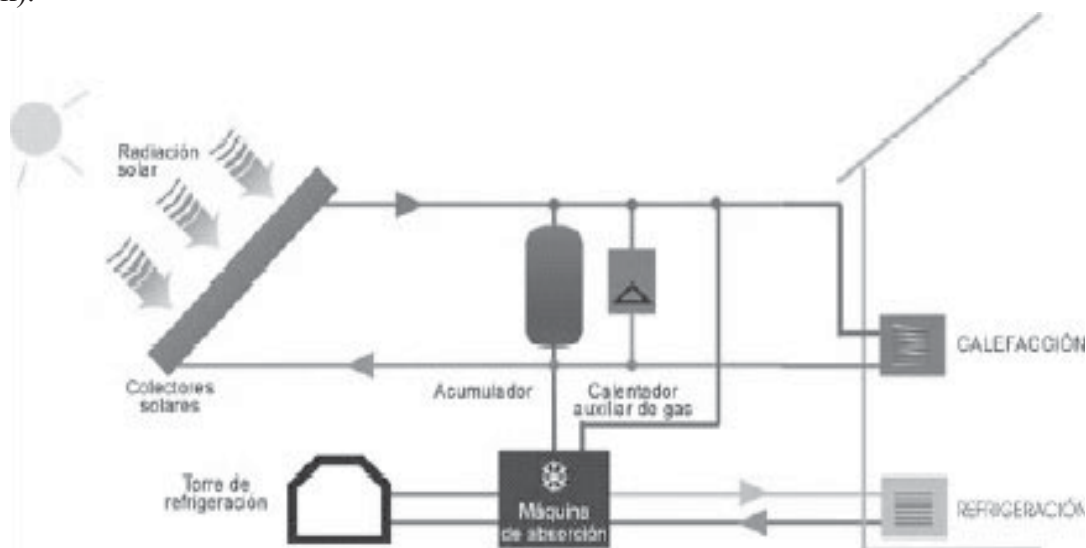 Radiación
solar
Colectores
solares
Acumulador
Calentador
auxiliar de gas
CALEFACCIÓN
Torre de
refrigeración
Máquina
de absorción
REFRIGERACIÓN